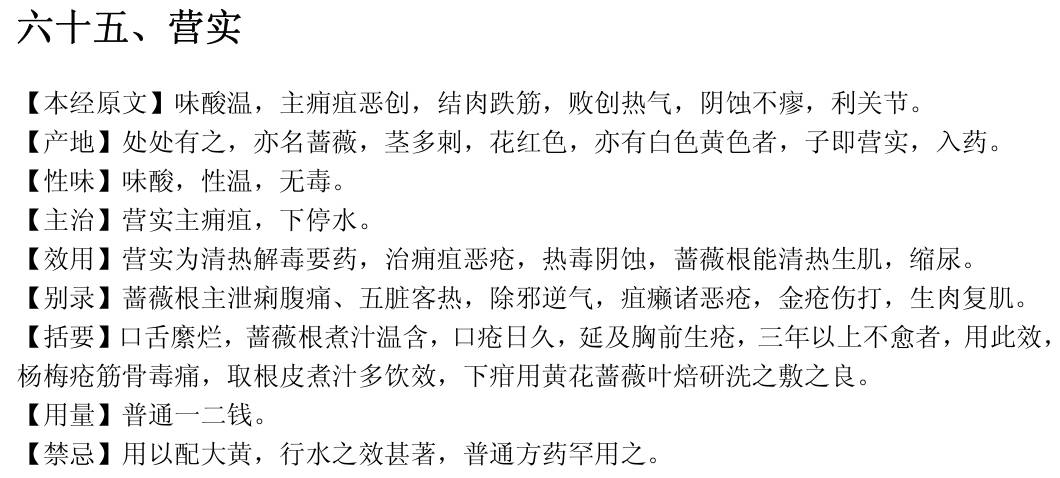 六十五、营实
【本经原文】味酸温，主痈疽恶创，结肉跌筋，败创热气，阴蚀不瘳，利关节。
【产地】处处有之，亦名蔷薇，茎多刺，花红色，亦有白色黄色者，子即营实，入药。
【性味】味酸，性温，无毒。
【主治】营实主痈疽，下停水。
【效用】营实为清热解毒要药，治痈疽恶疮，热毒阴蚀，蔷薇根能清热生肌，缩尿。
【别录】蔷薇根主泄痢腹痛、五脏客热，除邪逆气，疽癞诸恶疮，金疮伤打，生肉复肌。
【括要】口舌縻烂，蔷薇根煮汁温含，口疮日久，延及胸前生疮，三年以上不愈者，用此效，
杨梅疮筋骨毒痛，取根皮煮汁多饮效，下疳用黄花蔷薇叶焙研洗之敷之良。
【用量】普通一二钱。
【禁忌】用以配大黄，行水之效甚著，普通方药罕用之。